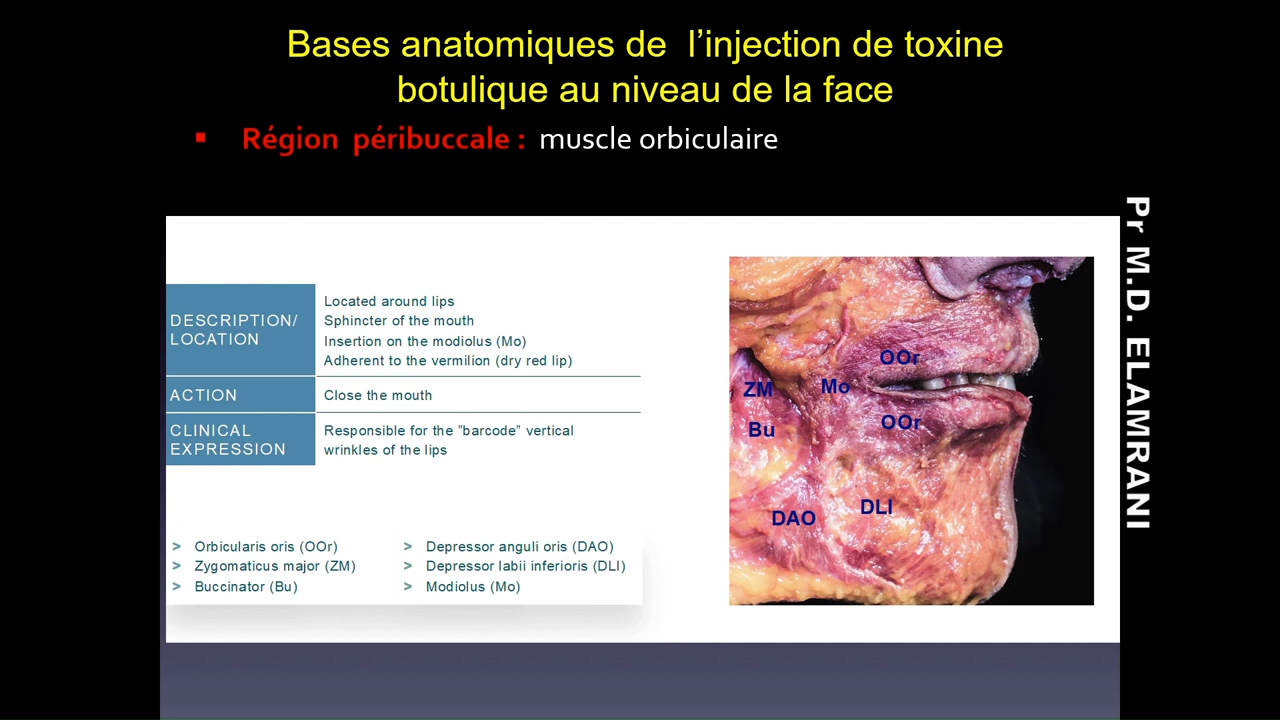 Bases anatomiques de l’injection de toxine
botulique au niveau de la face
▪ Région péribuccale : muscle orbiculaire
Pr M.D. ELAMRANI
DESCRIPTION/
LOCATION
Located around lips
Sphincter of the mouth
Insertion on the modiolus (Mo)
Adherent to the vermilion (dry red lip)
ACTION
Close the mouth
CLINICAL
EXPRESSION
Responsible for the ”barcode” vertical
wrinkles of the lips
> Orbicularis oris (OOr)
> Zygomaticus major (ZM)
> Buccinator (Bu)
> Depressor anguli oris (DAO)
> Depressor labii inferioris (DLI)
> Modiolus (Mo)
OOr
ZM
Mo
Bu
OOr
DAO
DLI